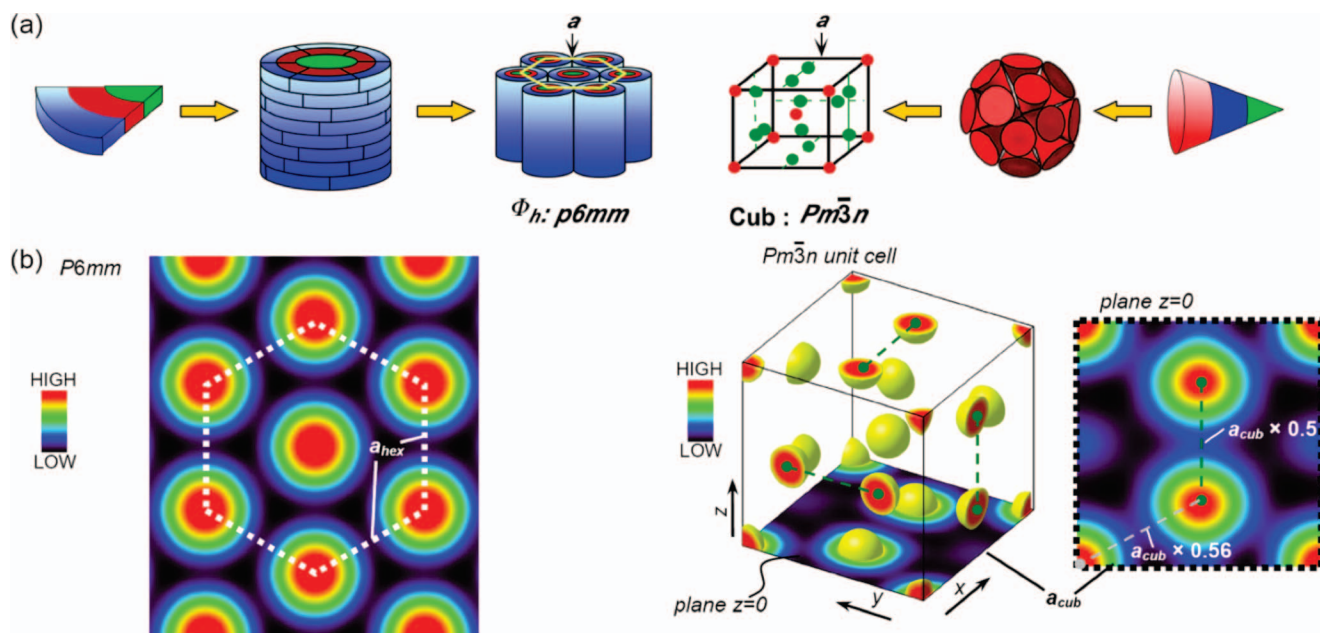 (a)
a
a
Φh: p6mm
Cub : Pm3̄n
(b)
P6mm
HIGH
LOW
ahex
Pm3̄n unit cell
HIGH
LOW
z
y
x
plane z=0
acub
plane z=0
acub × 0.5
acub × 0.56